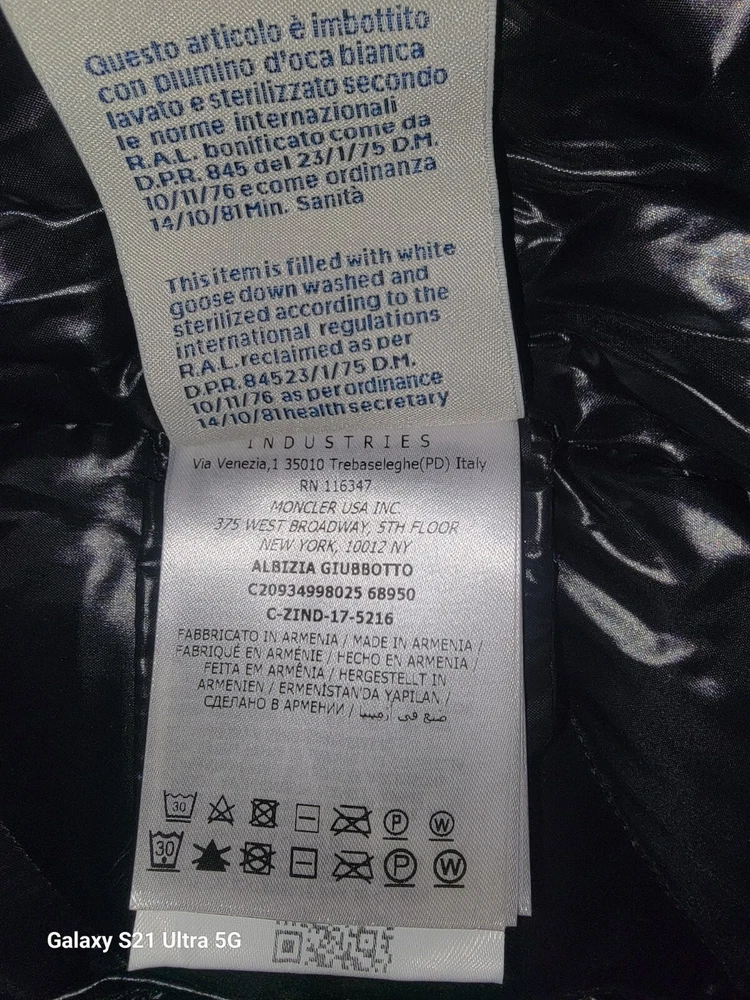 Questo articolo è imbottito
con piumino d'oca bianca
lavato e sterilizzato secondo
le norme internazionali
R.A.L. bonificato come da
D.P.R. 845 del 23/1/75 D.M.
10/11/76 e come ordinanza
14/10/81 Min. Sanità
This item is filled with white
goose down washed and
sterilized according to the
international regulations
R.A.L. reclaimed as per
D.P.R. 845 23/1/75 D.M.
10/11/76 as per ordinance
14/10/81 health secretary
INDUSTRIES
Via Venezia,1 35010 Trebaseleghe(PD) Italy
RN 116347
MONCLER USA INC.
375 WEST BROADWAY, 5TH FLOOR
NEW YORK, 10012 NY
ALBIZIA GIUBBOTTO
C20934998025 68950
C-ZIND-17-5216
FABBRICATO IN ARMENIA / MADE IN ARMENIA /
FABRIQUÉ EN ARMÉNIE / HECHO EN ARMENIA /
FEITA EM ARMÊNIA / HERGESTELLT IN
ARMENIEN / ERMENİSTAN'DA YAPILAN /
СДЕЛАНО В АРМЕНИИ / صنع في أرمينيا
30 P W
30 P W
Galaxy S21 Ultra 5G